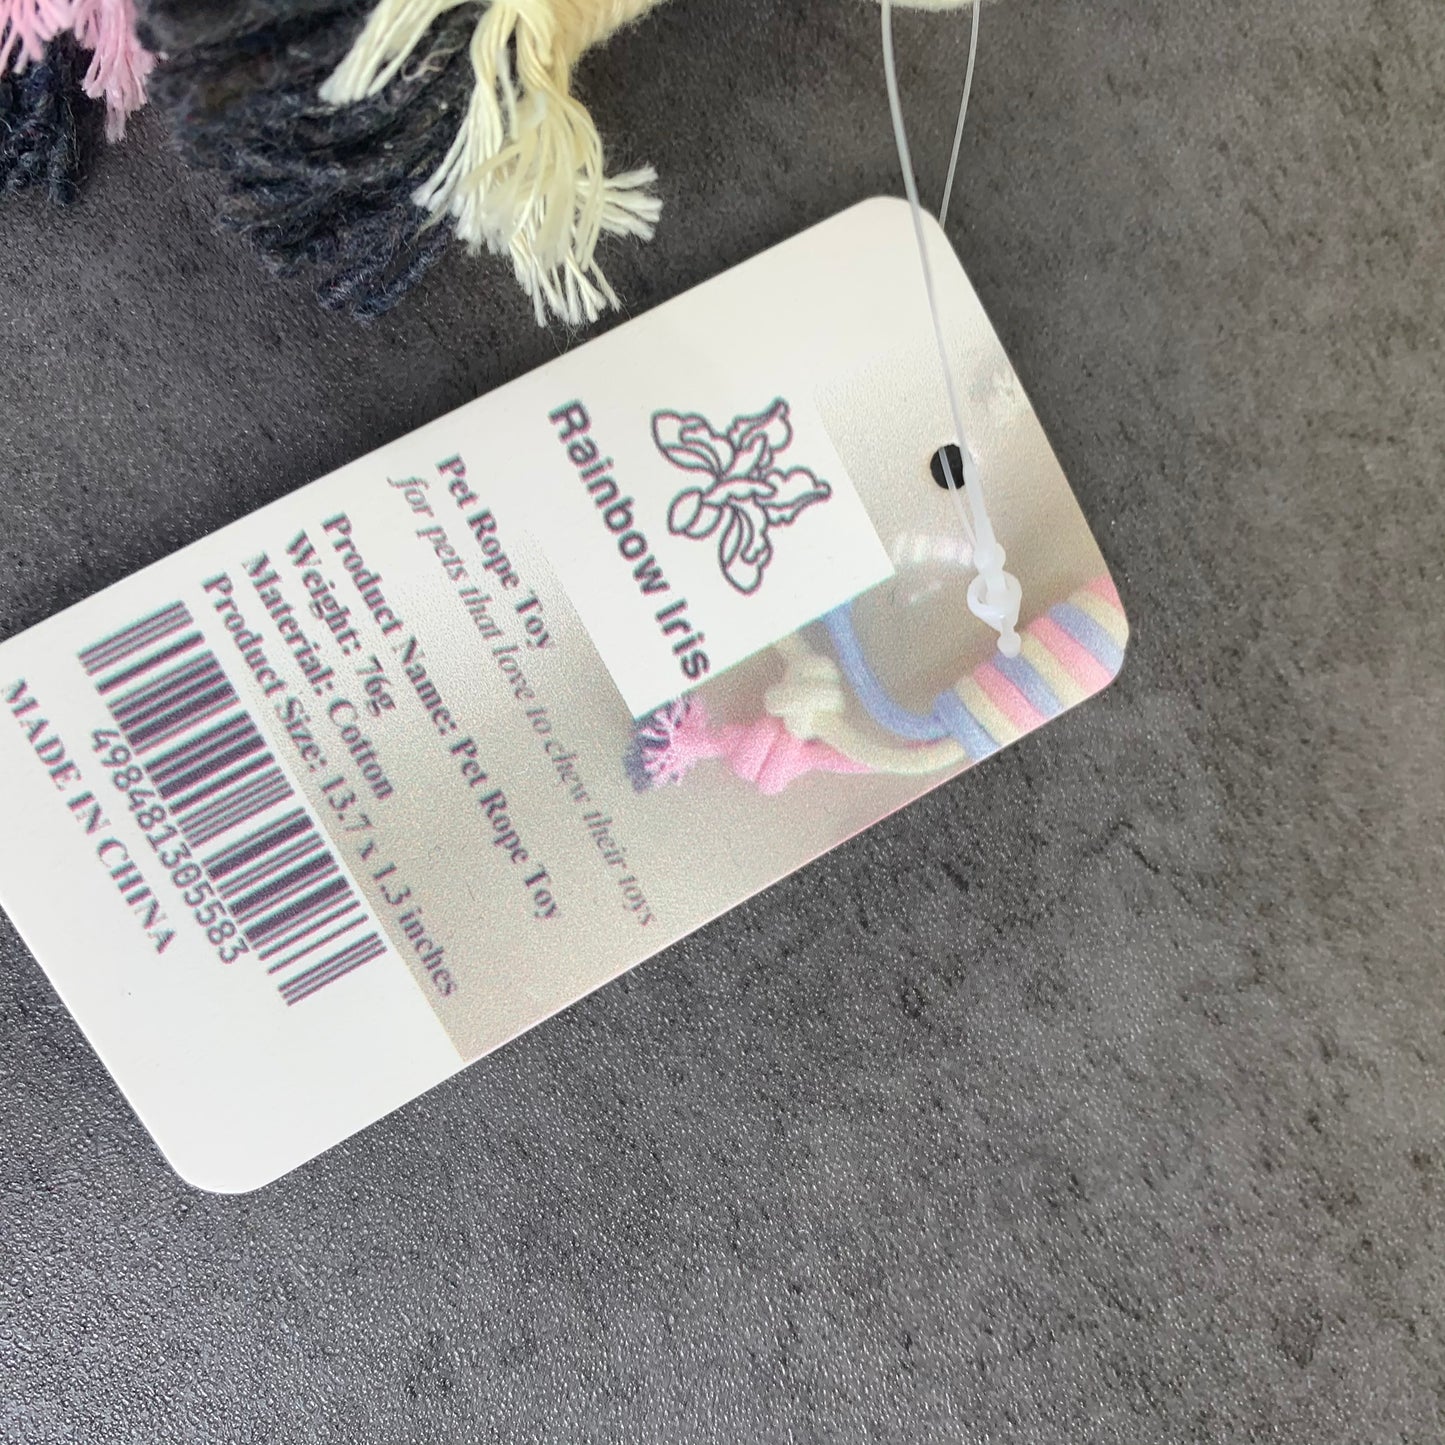 Rainbow Iris
Pet Rope Toy
for pets that love to chew their toys
Product Name: Pet Rope Toy
Weight: 76g
Material: Cotton
Product Size: 13.7 x 1.3 inches
4984813055583
MADE IN CHINA